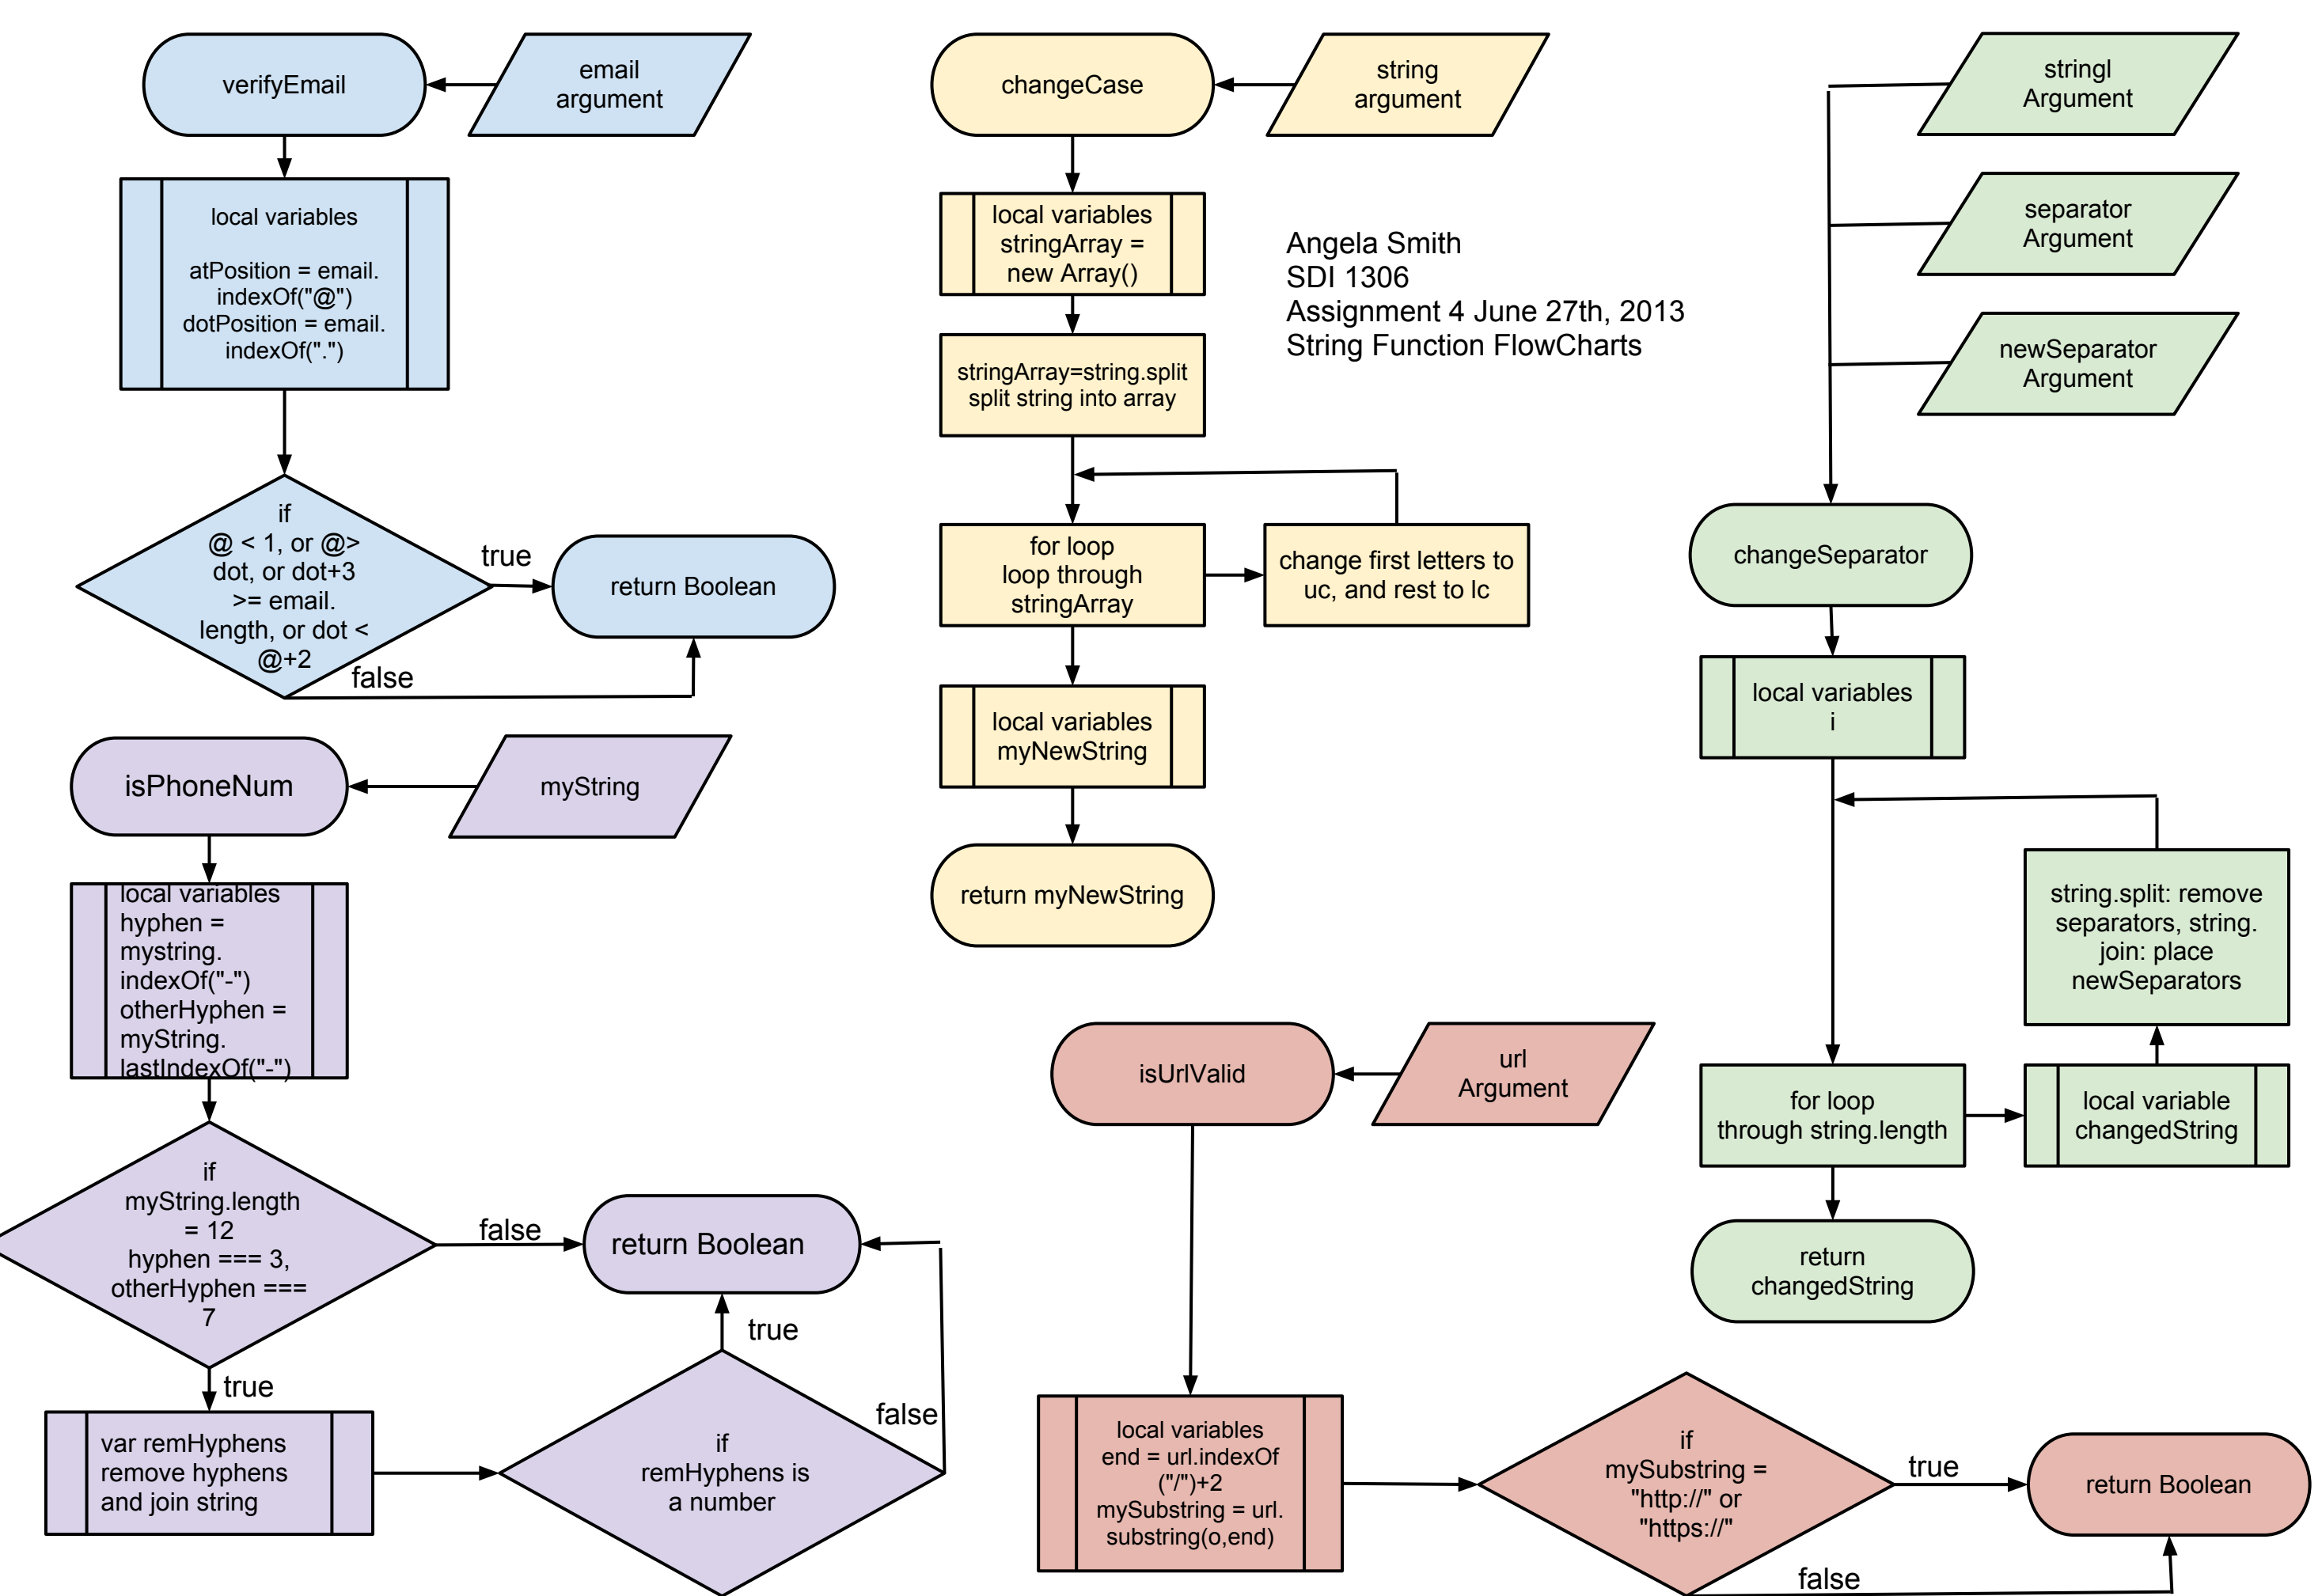 verifyEmail
email
argument
local variables
atPosition = email.
indexOf("@")
dotPosition = email.
indexOf(".")
if
@ < 1, or @>
dot, or dot+3
>= email.
length, or dot <
@+2
true
false
return Boolean
changeCase
string
argument
local variables
stringArray =
new Array()
stringArray=string.split
split string into array
for loop
loop through
stringArray
change first letters to
uc, and rest to lc
local variables
myNewString
return myNewString
Angela Smith
SDI 1306
Assignment 4 June 27th, 2013
String Function FlowCharts
stringl
Argument
separator
Argument
newSeparator
Argument
changeSeparator
local variables
i
string.split: remove
separators, string.
join: place
newSeparators
for loop
through string.length
local variable
changedString
return
changedString
isPhoneNum
myString
local variables
hyphen =
mystring.
indexOf("-")
otherHyphen =
myString.
lastIndexOf("-")
if
myString.length
= 12
hyphen === 3,
otherHyphen ===
7
false
return Boolean
true
true
false
var remHyphens
remove hyphens
and join string
if
remHyphens is
a number
isUrlValid
url
Argument
local variables
end = url.indexOf
("/")+2
mySubstring = url.
substring(o,end)
if
mySubstring =
"http://" or
"https://"
true
false
return Boolean